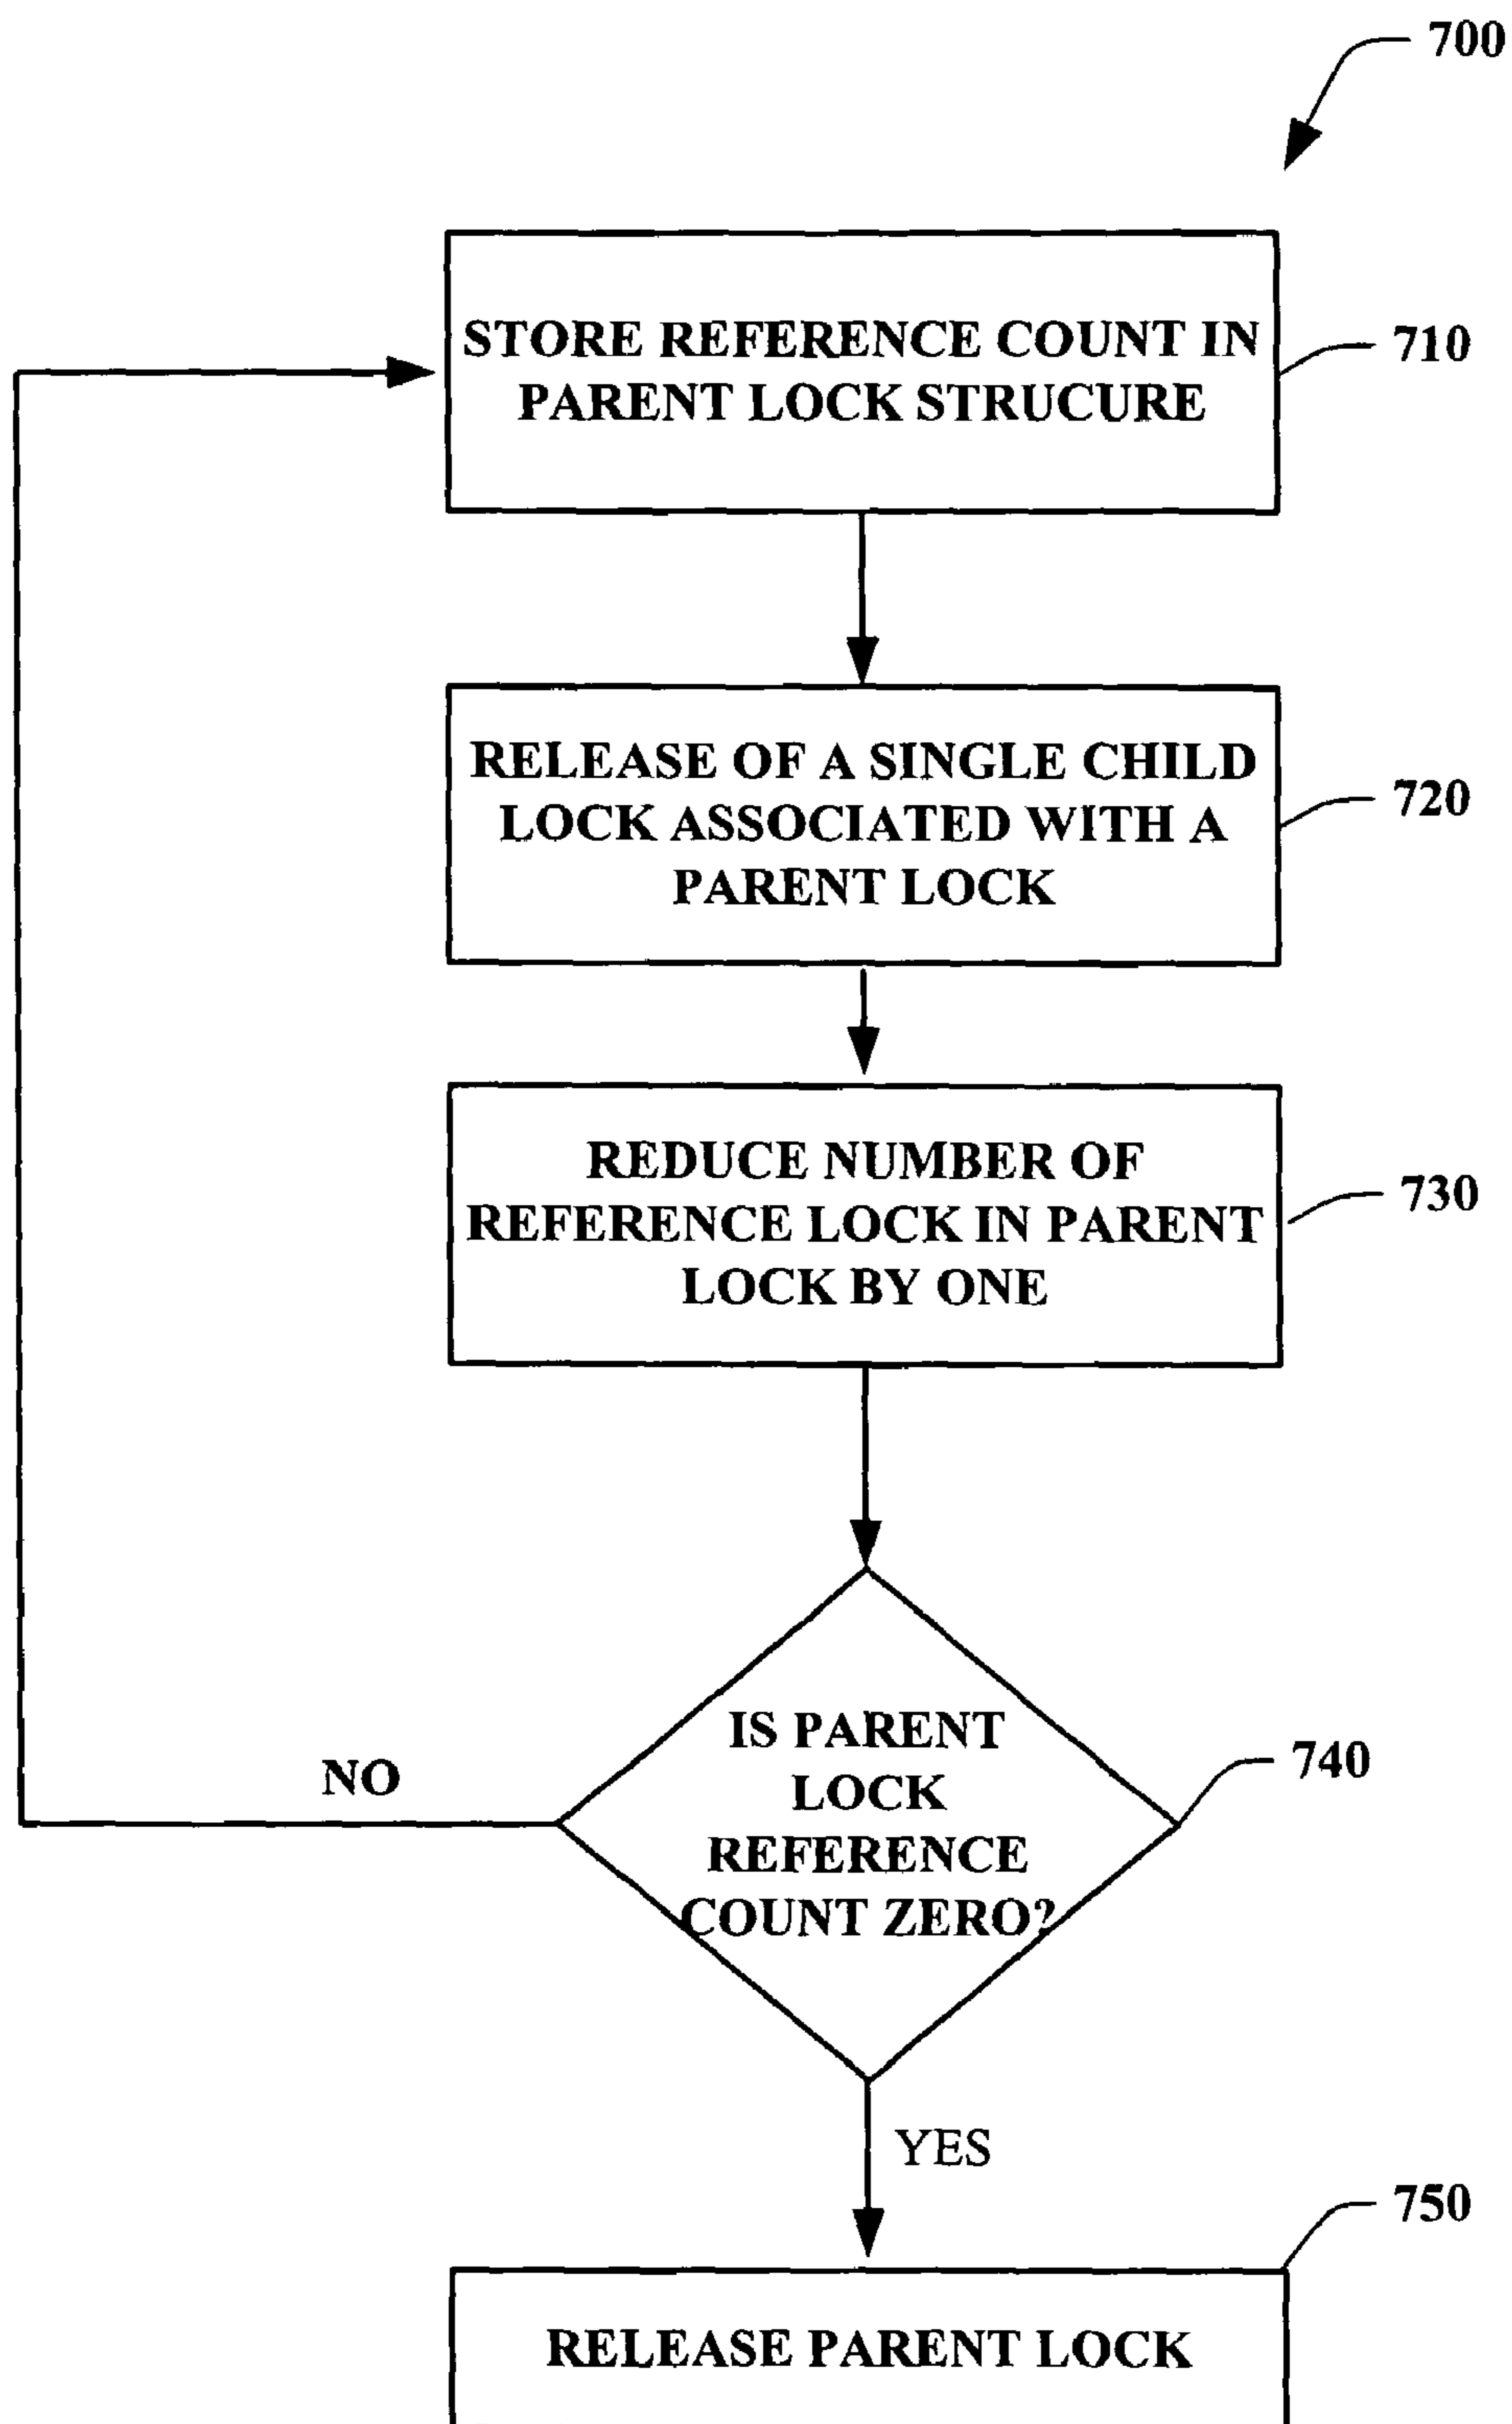 700
STORE REFERENCE COUNT IN
PARENT LOCK STRUCURE
710
RELEASE OF A SINGLE CHILD
LOCK ASSOCIATED WITH A
PARENT LOCK
720
REDUCE NUMBER OF
REFERENCE LOCK IN PARENT
LOCK BY ONE
730
IS PARENT
LOCK
REFERENCE
COUNT ZERO?
740
NO
YES
750
RELEASE PARENT LOCK